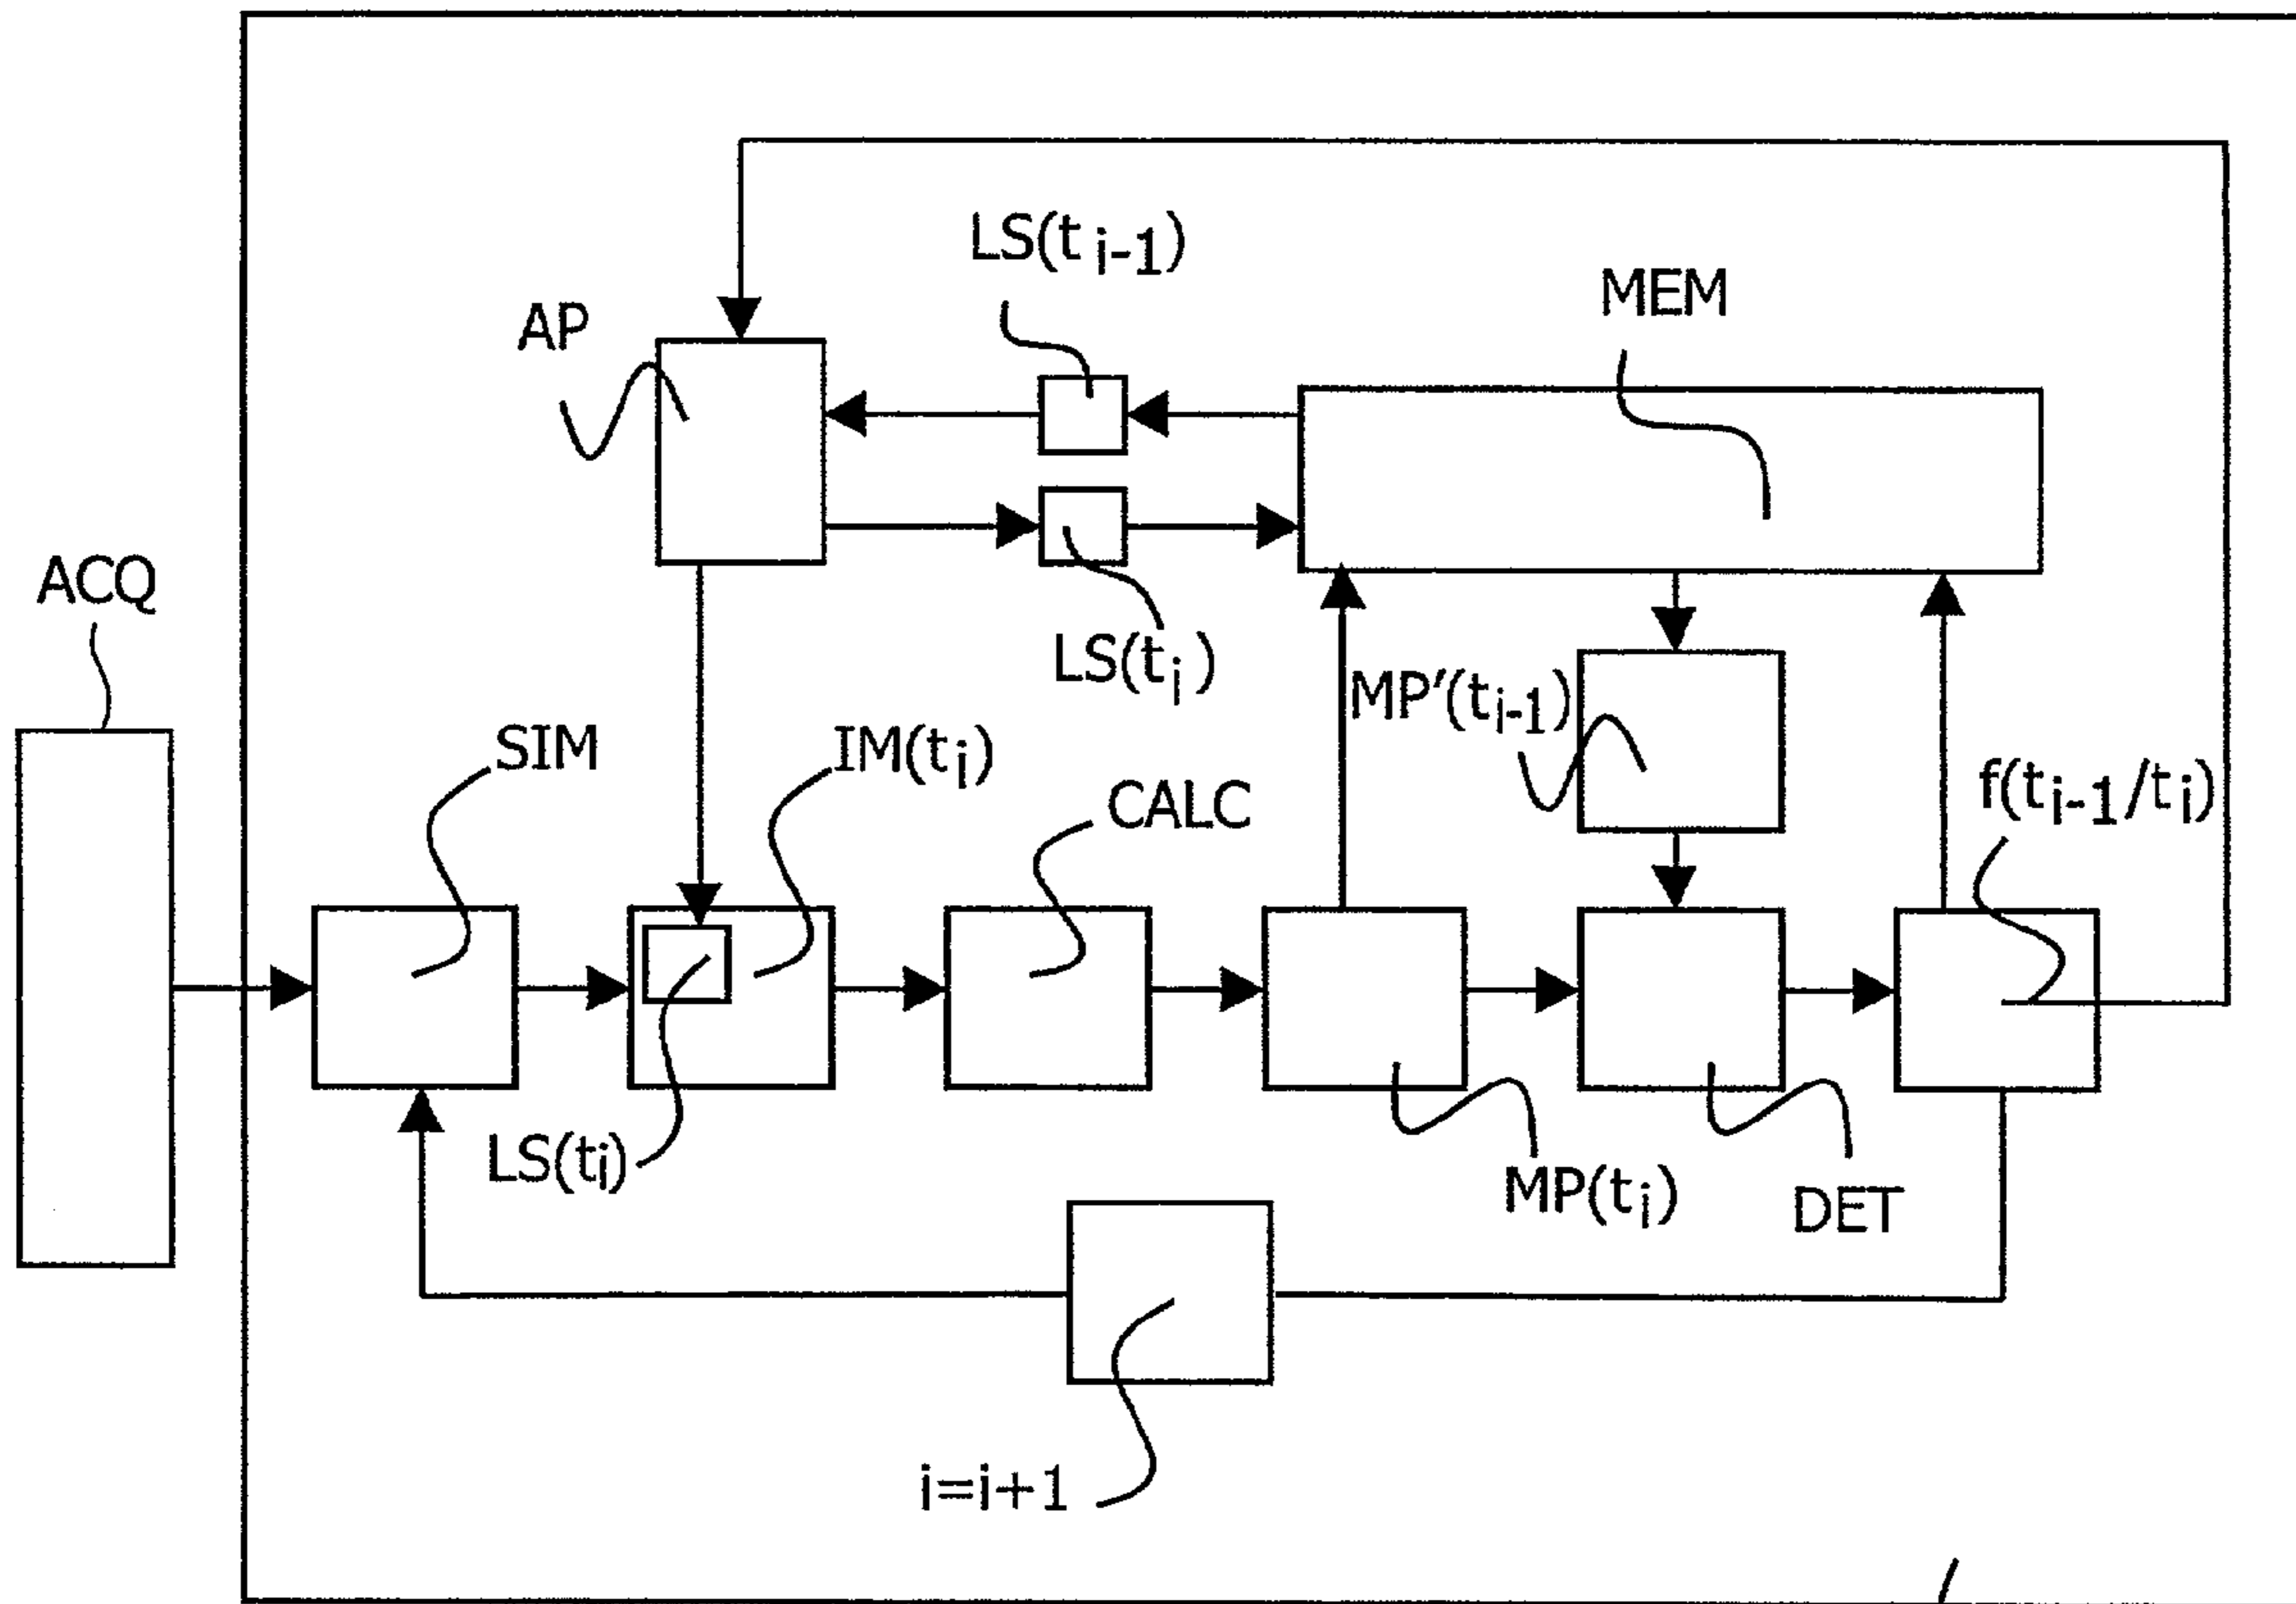 LS(t i-1)
MEM
AP
ACQ
LS(ti)
MP'(ti-1)
SIM
IM(ti)
CALC
f(ti-1/ti)
LS(ti)
MP(ti)
DET
i=i+1